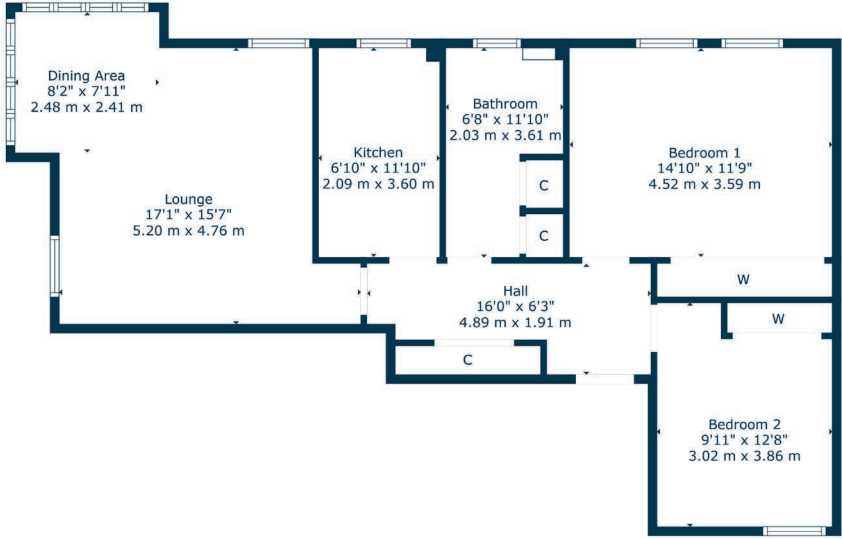 Dining Area
8'2" x 7'11"
2.48 m x 2.41 m
Lounge
17'1" x 15'7"
5.20 m x 4.76 m
Kitchen
6'10" x 11'10"
2.09 m x 3.60 m
Bathroom
6'8" x 11'10"
2.03 m x 3.61 m
C
C
Bedroom 1
14'10" x 11'9"
4.52 m x 3.59 m
W
Hall
16'0" x 6'3"
4.89 m x 1.91 m
C
W
Bedroom 2
9'11" x 12'8"
3.02 m x 3.86 m